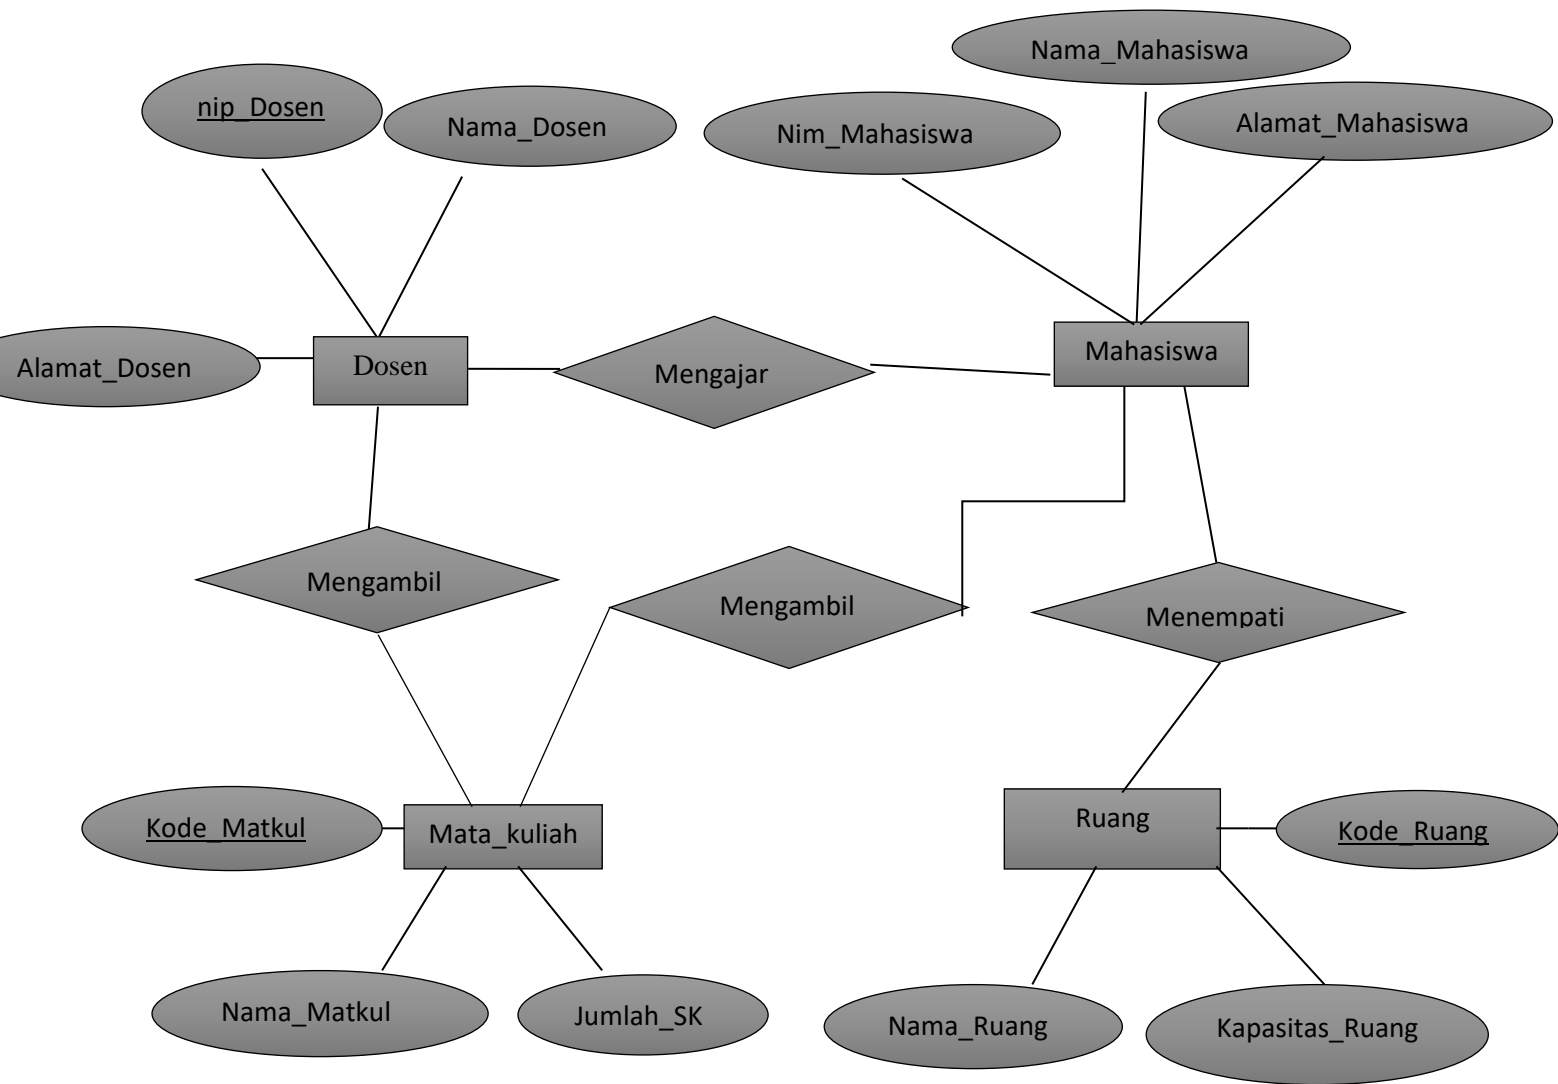 Nama_Mahasiswa
nip_Dosen
Nama_Dosen
Nim_Mahasiswa
Alamat_Mahasiswa
Alamat_Dosen
Dosen
Mengajar
Mahasiswa
Mengambil
Mengambil
Menempati
Kode_Matkul
Mata_kuliah
Ruang
Kode_Ruang
Nama_Matkul
Jumlah_SK
Nama_Ruang
Kapasitas_Ruang